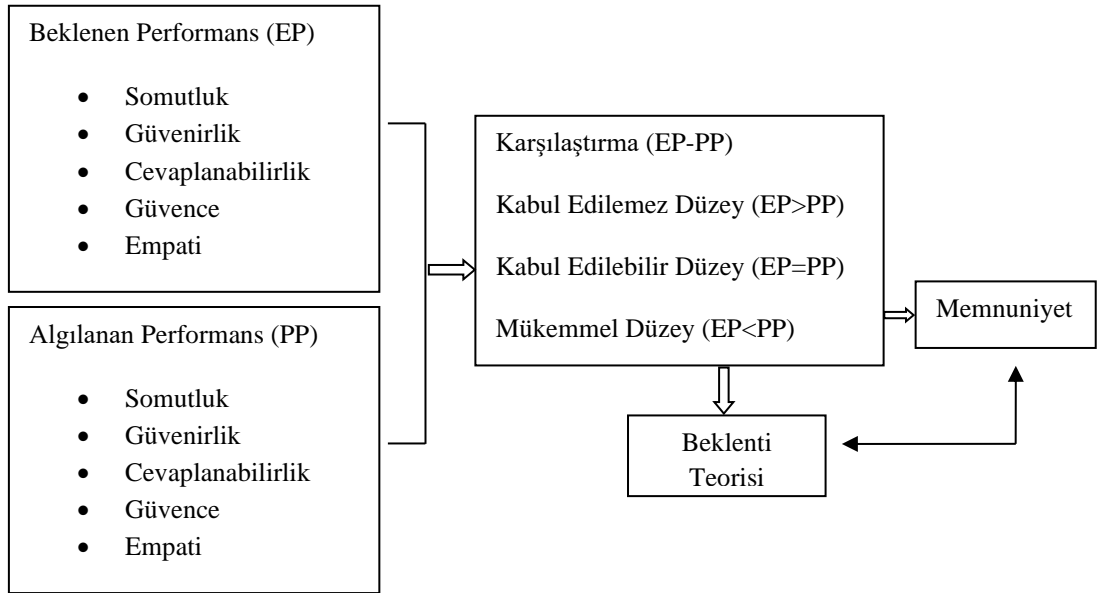 Beklenen Performans (EP)
• Somutluk
• Güvenirlik
• Cevaplanabilirlik
• Güvence
• Empati
Algılanan Performans (PP)
• Somutluk
• Güvenirlik
• Cevaplanabilirlik
• Güvence
• Empati
Karşılaştırma (EP-PP)
Kabul Edilemez Düzey (EP>PP)
Kabul Edilebilir Düzey (EP=PP)
Mükemmel Düzey (EP<PP)
Memnuniyet
Beklenti
Teorisi